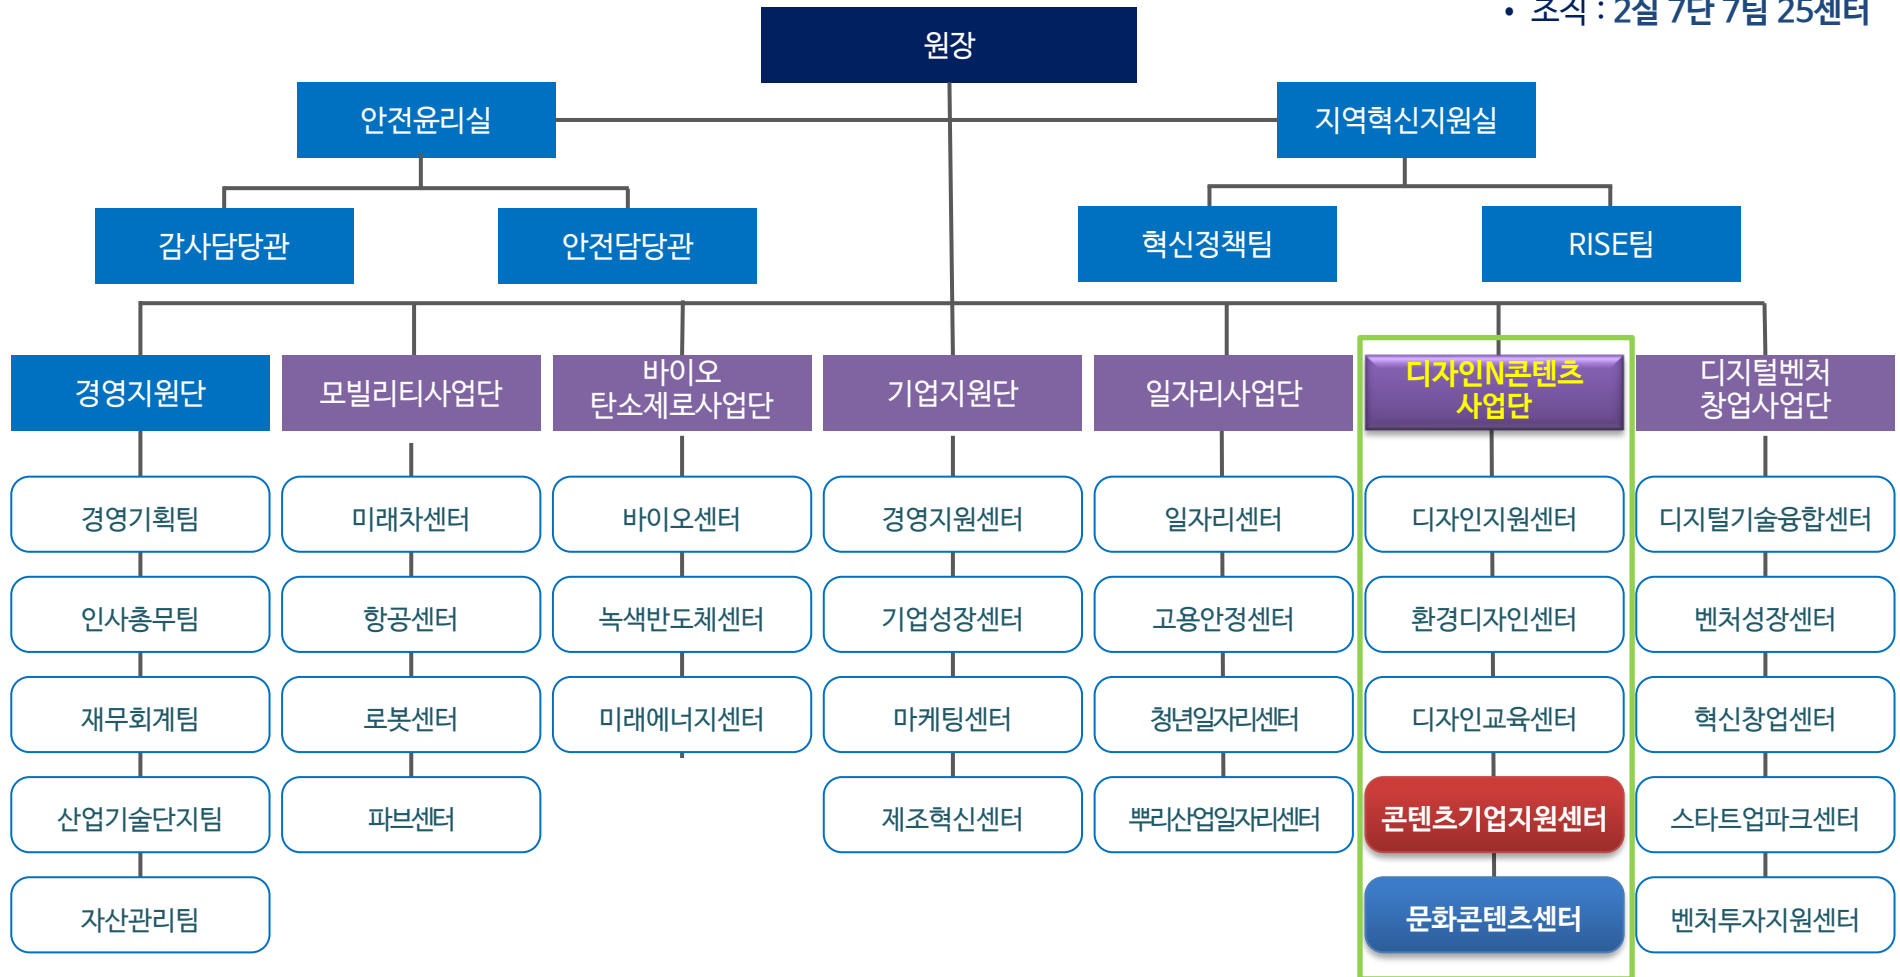 • 조직 : 2실 7단 7팀 25센터
원장
안전윤리실
지역혁신지원실
감사담당관
안전담당관
혁신정책팀
RISE팀
경영지원단
모빌리티사업단
바이오
탄소제로사업단
기업지원단
일자리사업단
디자인N콘텐츠
사업단
디지털벤처
창업사업단
경영기획팀
미래차센터
바이오센터
경영지원센터
일자리센터
디자인지원센터
디지털기술융합센터
인사총무팀
항공센터
녹색반도체센터
기업성장센터
고용안정센터
환경디자인센터
벤처성장센터
재무회계팀
로봇센터
미래에너지센터
마케팅센터
청년일자리센터
디자인교육센터
혁신창업센터
산업기술단지팀
파브센터
제조혁신센터
뿌리산업일자리센터
콘텐츠기업지원센터
스타트업파크센터
자산관리팀
문화콘텐츠센터
벤처투자지원센터